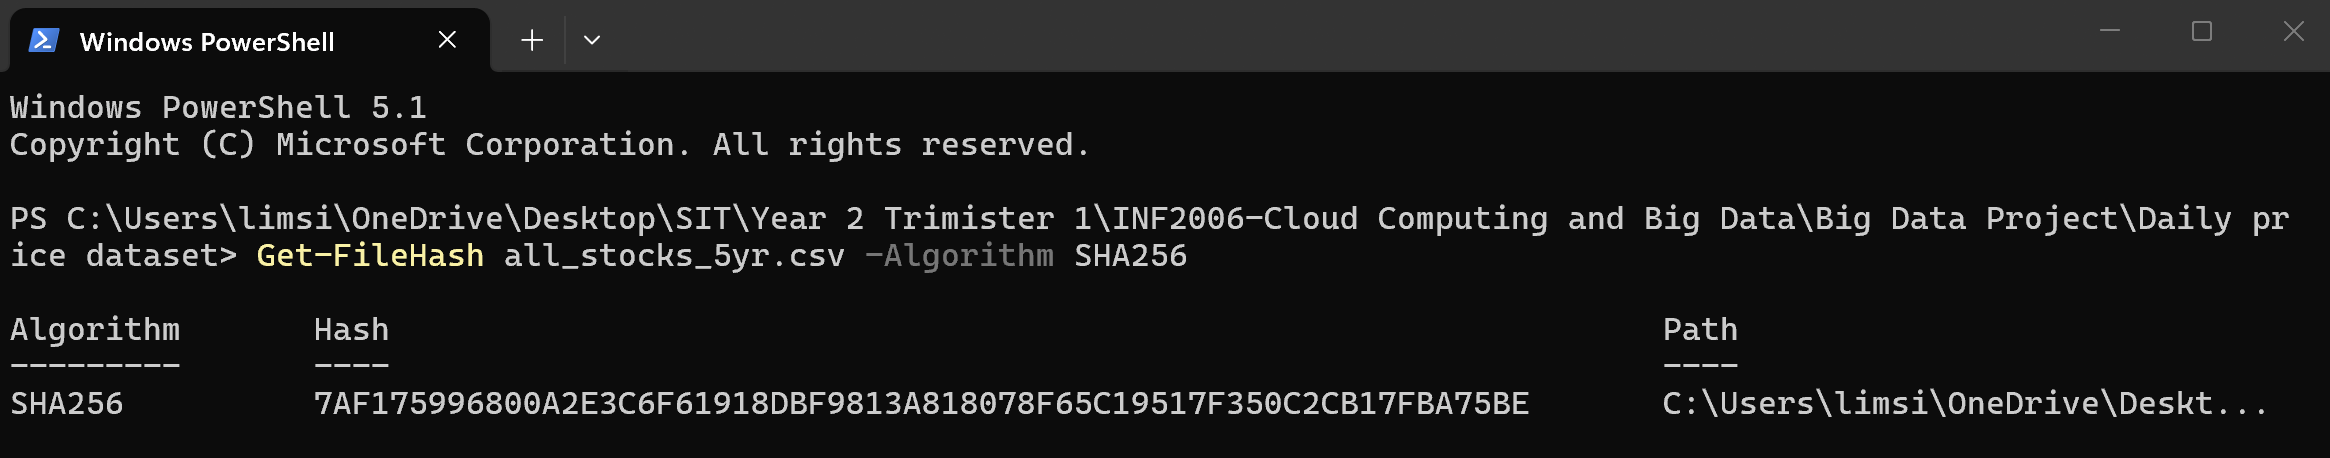 Windows PowerShell
Windows PowerShell 5.1
Copyright (C) Microsoft Corporation. All rights reserved.
PS C:\Users\limsi\OneDrive\Desktop\SIT\Year 2 Trimister 1\INF2006-Cloud Computing and Big Data\Big Data Project\Daily pr
ice dataset> Get-FileHash all_stocks_5yr.csv -Algorithm SHA256
Algorithm       Hash                                                                   Path
---------       ----                                                                   ----
SHA256          7AF175996800A2E3C6F61918DBF9813A818078F65C19517F350C2CB17FBA75BE       C:\Users\limsi\OneDrive\Deskt...